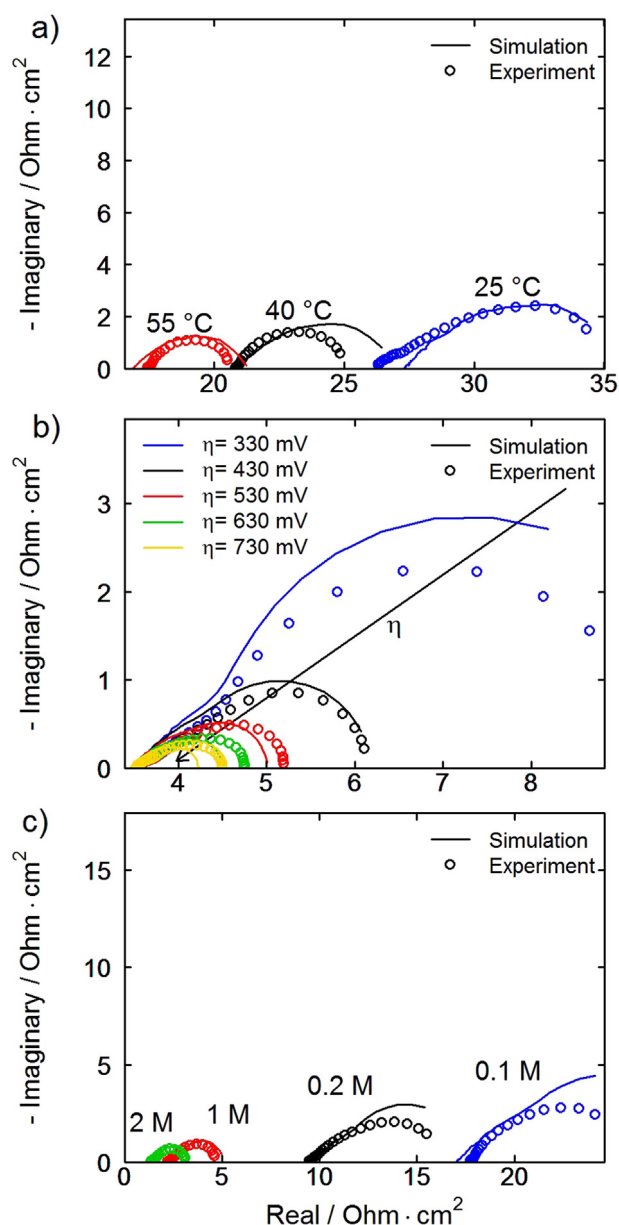 a)
12
10
8
6
4
2
0
- Imaginary / Ohm · cm²
Simulation
Experiment
55 °C
40 °C
25 °C
20
25
30
35
b)
3
2
1
0
- Imaginary / Ohm · cm²
η= 330 mV
η= 430 mV
η= 530 mV
η= 630 mV
η= 730 mV
Simulation
Experiment
η
4
5
6
7
8
c)
15
10
5
0
- Imaginary / Ohm · cm²
Simulation
Experiment
2 M
1 M
0.2 M
0.1 M
0
5
10
15
20
Real / Ohm · cm²